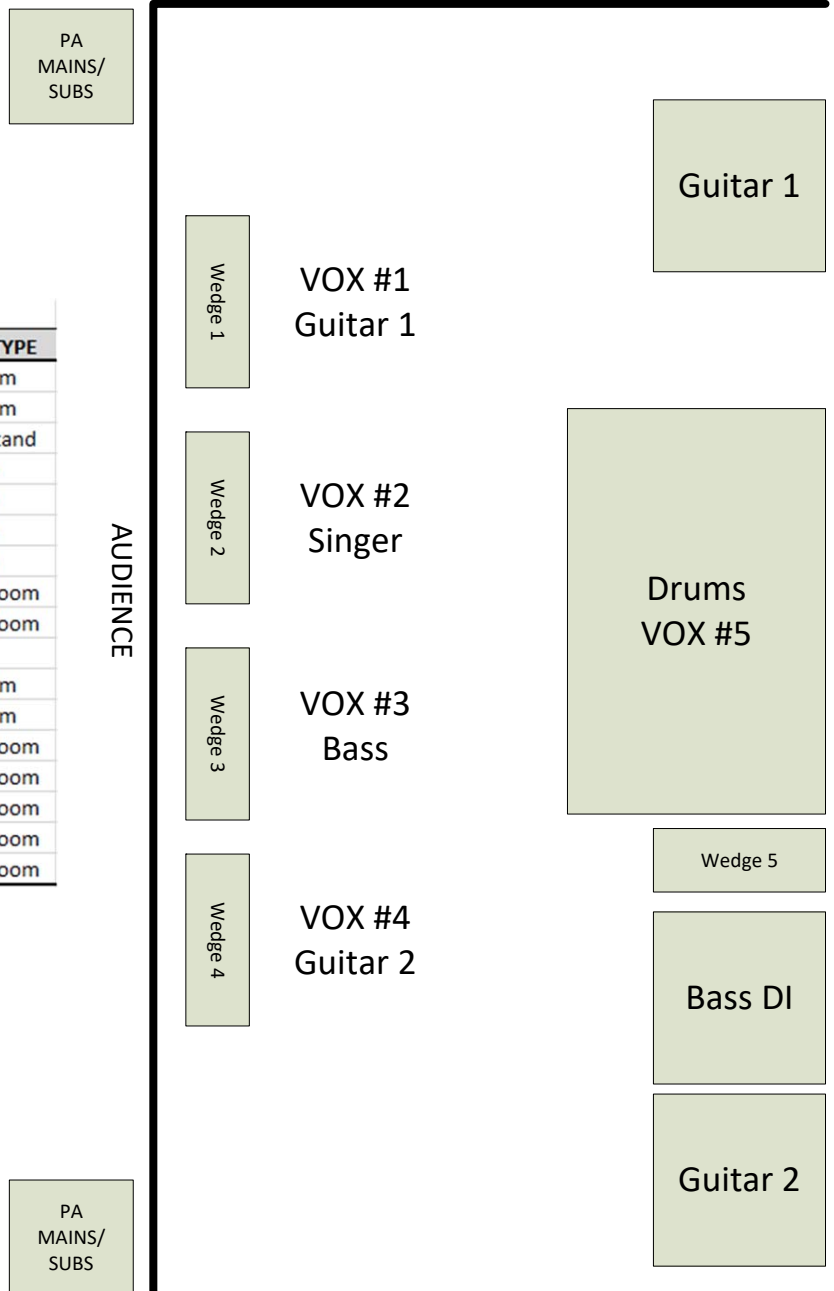 PA
MAINS/
SUBS
YPE
m
m
tand
oom
oom
m
m
oom
oom
oom
oom
oom
AUDIENCE
PA
MAINS/
SUBS
Wedge 1
VOX #1
Guitar 1
Wedge 2
VOX #2
Singer
Wedge 3
VOX #3
Bass
Wedge 4
VOX #4
Guitar 2
Guitar 1
Drums
VOX #5
Wedge 5
Bass DI
Guitar 2